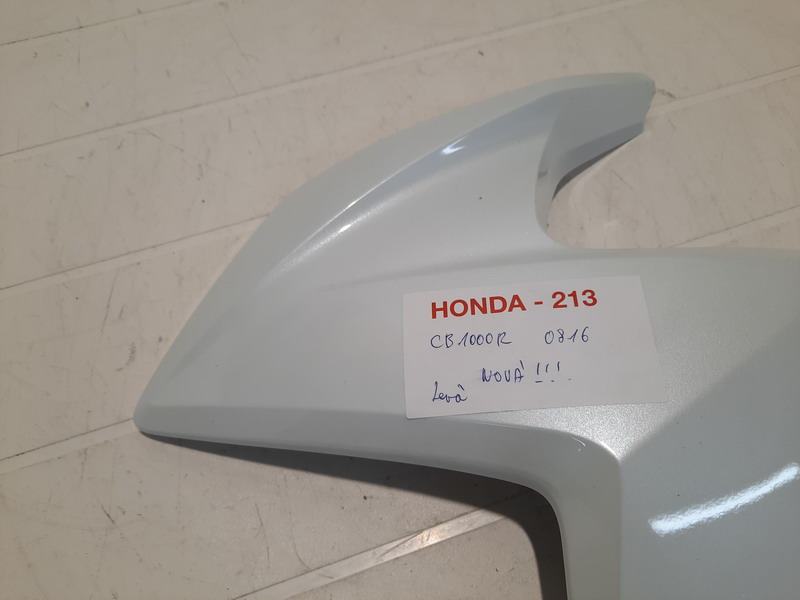 HONDA - 213
CB1000R 0816
NOVÁ !!!
Levá